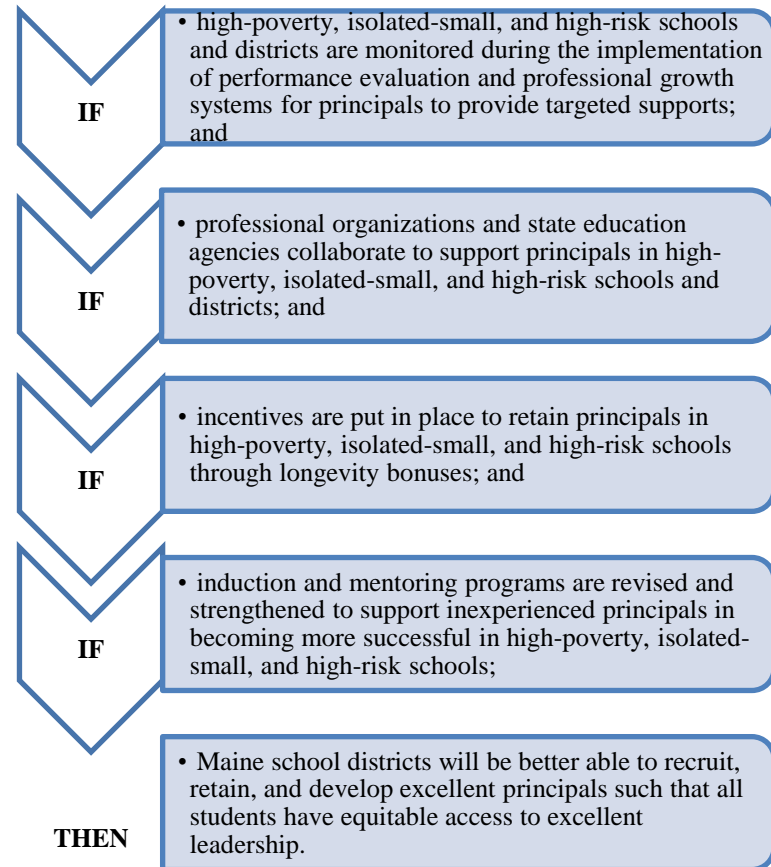 • high-poverty, isolated-small, and high-risk schools
and districts are monitored during the implementation
of performance evaluation and professional growth
systems for principals to provide targeted supports;
and
IF
• professional organizations and state education
agencies collaborate to support principals in high-
poverty, isolated-small, and high-risk schools and
districts; and
IF
• incentives are put in place to retain principals in
high-poverty, isolated-small, and high-risk schools
through longevity bonuses; and
IF
• induction and mentoring programs are revised and
strengthened to support inexperienced principals in
becoming more successful in high-poverty, isolated-
small, and high-risk schools;
IF
• Maine school districts will be better able to recruit,
retain, and develop excellent principals such that all
students have equitable access to excellent
leadership.
THEN